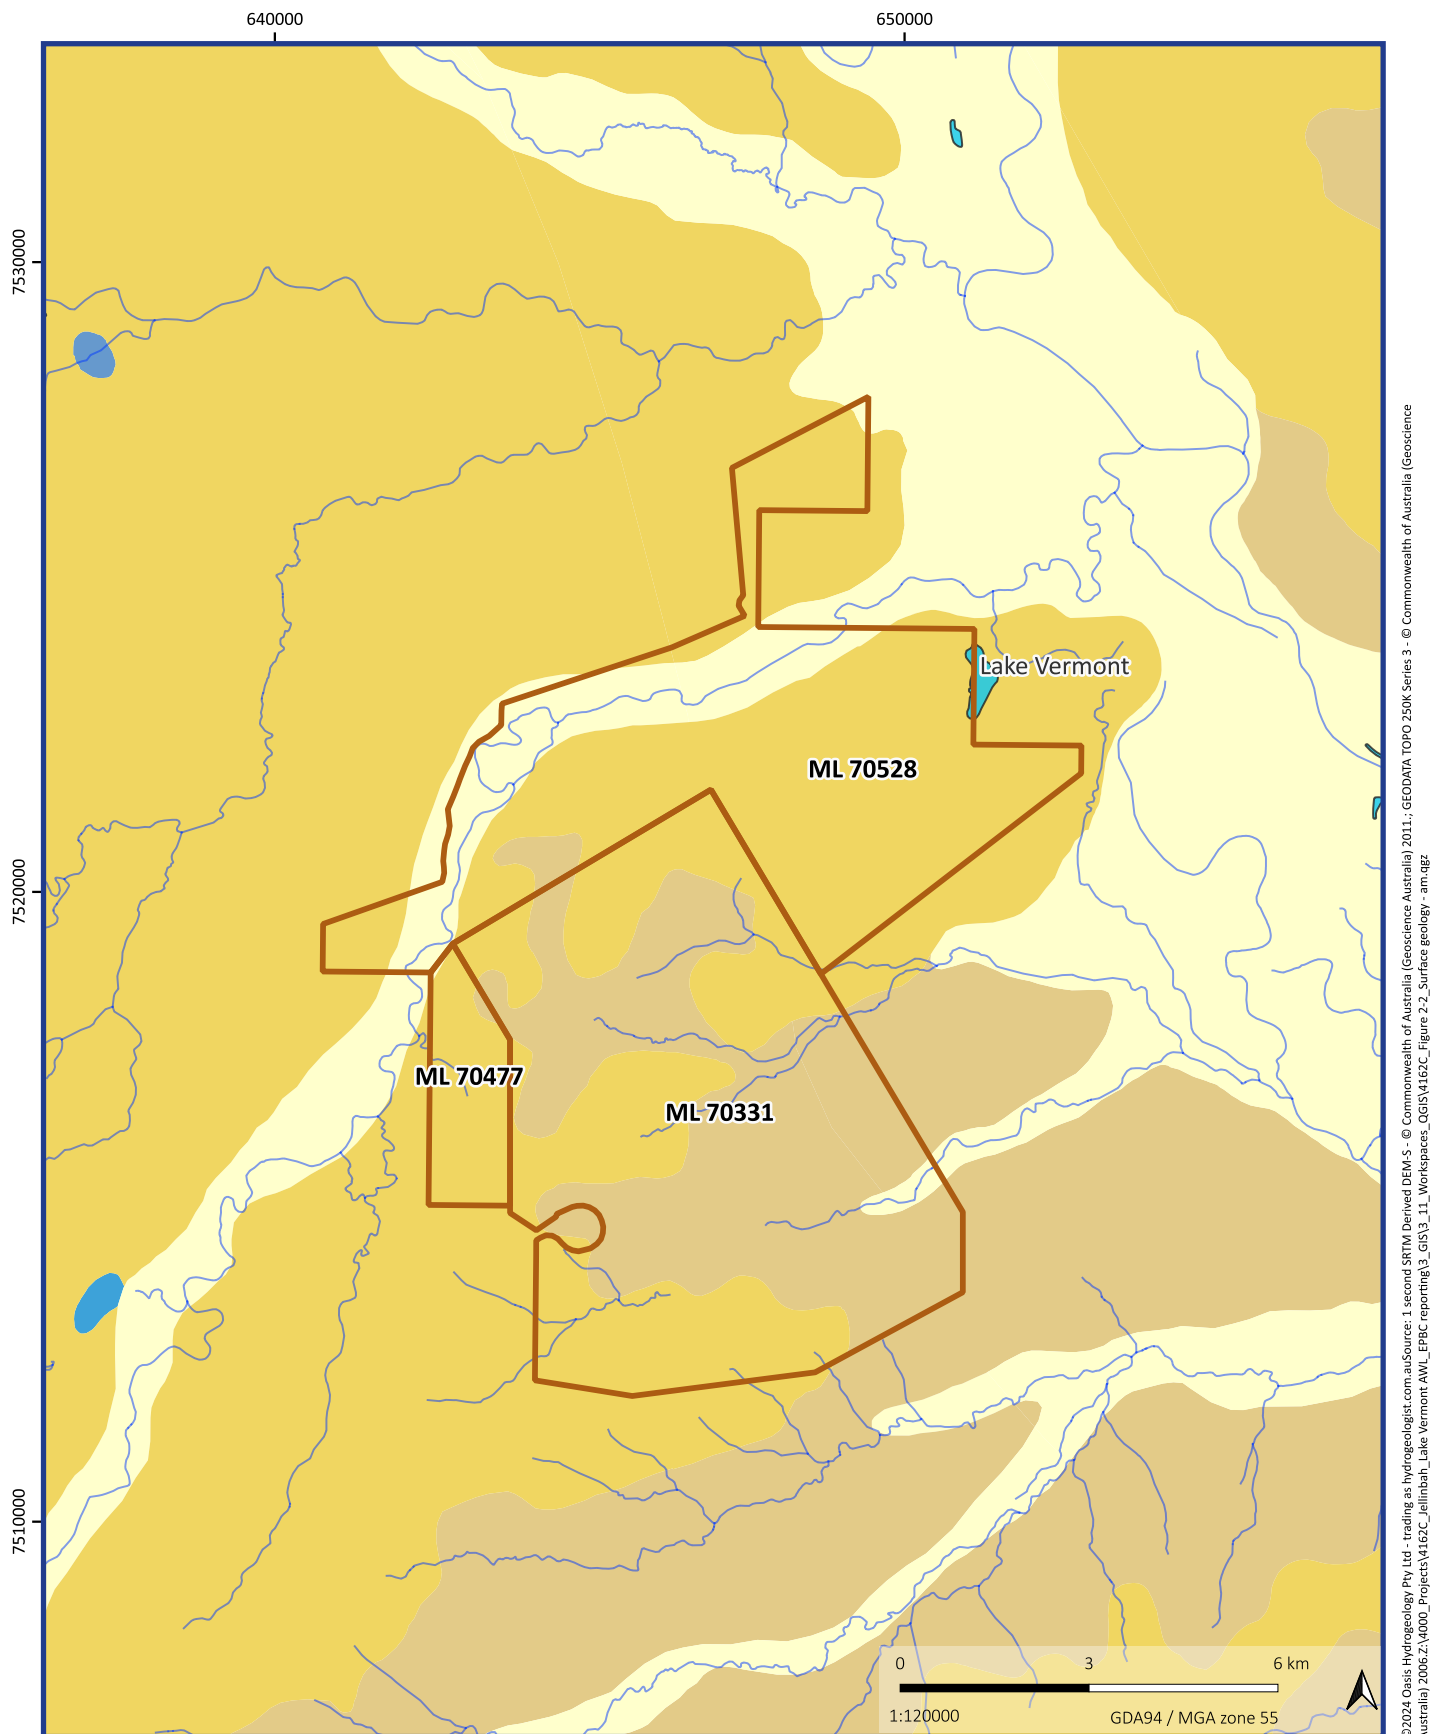 640000
650000
7530000
7520000
7510000
Lake Vermont
ML 70528
ML 70477
ML 70331
0 3 6 km
1:120000
GDA94 / MGA zone 55
©2024 Oasis Hydrogeology Pty Ltd - trading as hydrogeologist.com.auSource: 1 second SRTM Derived DEM-S - © Commonwealth of Australia (Geoscience Australia) 2011.; GEODATA TOPO 250K Series 3 - © Commonwealth of Australia (Geoscience
ustralia) 2006.Z:\4000_Projects\4162C_Jellinbah_Lake Vermont AWL_EPBC reporting\3_GIS\3_11_Workspaces_QGIS\4162C_Figure 2-2_Surface geology - am.qgz